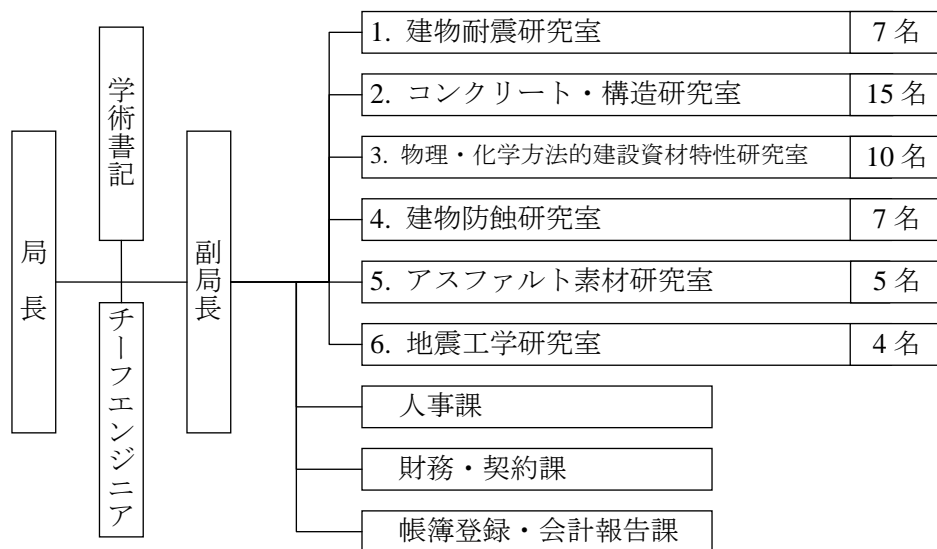 局長
学術書記
チーフエンジニア
副局長
1. 建物耐震研究室 7 名
2. コンクリート・構造研究室 15 名
3. 物理・化学方法的建設資材特性研究室 10 名
4. 建物防蝕研究室 7 名
5. アスファルト素材研究室 5 名
6. 地震工学研究室 4 名
人事課
財務・契約課
帳簿登録・会計報告課